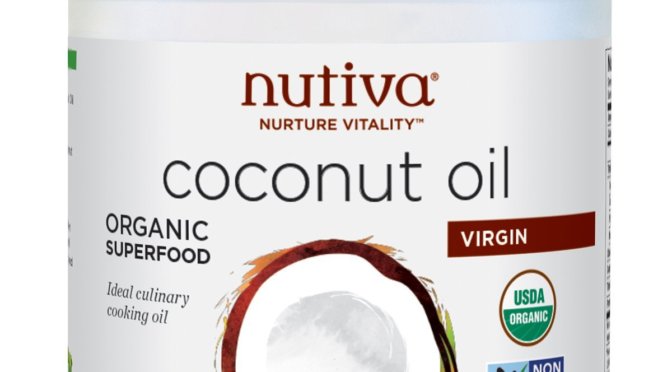 nutiva®
NURTURE VITALITY™
coconut oil
ORGANIC
SUPERFOOD
VIRGIN
Ideal culinary
cooking oil
USDA
ORGANIC
NON